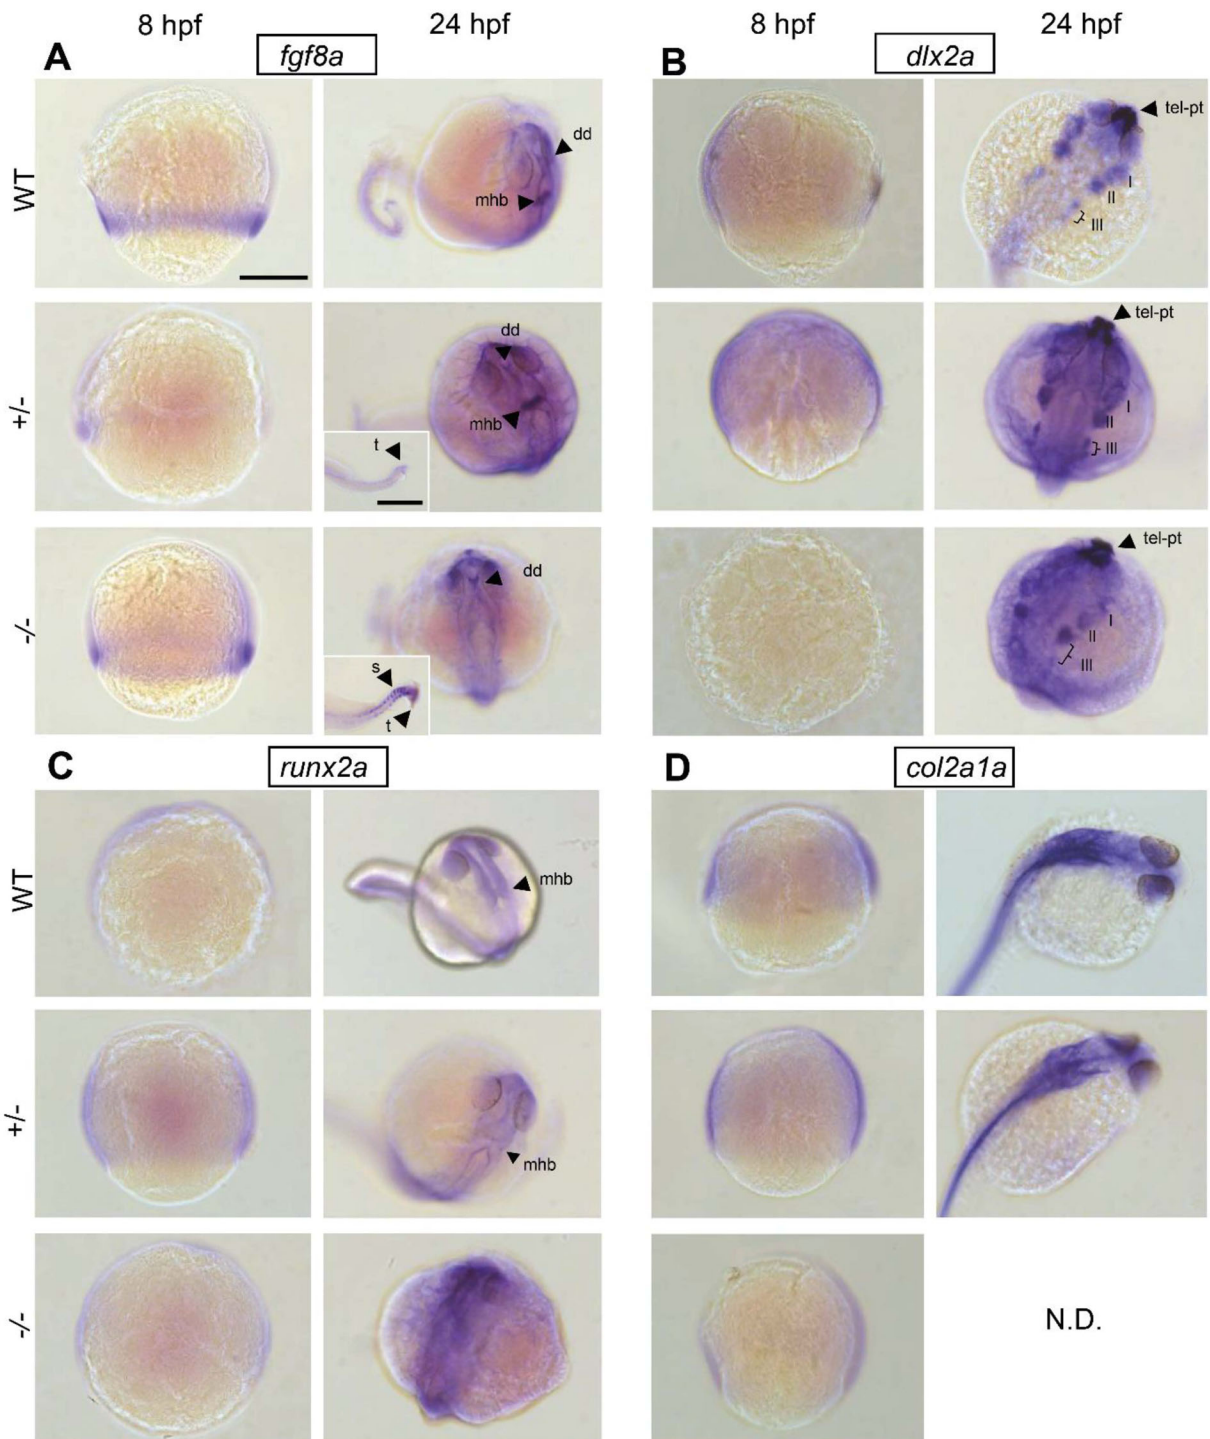 8 hpf 24 hpf 8 hpf 24 hpf
A fgf8a B dlx2a
WT
dd
mhb
tel-pt
I
II
III
+/-
dd
mhb
t
tel-pt
I
II
III
-/-
dd
s
t
tel-pt
I
II
III
C runx2a D col2a1a
WT
mhb
+/-
mhb
-/-
N.D.